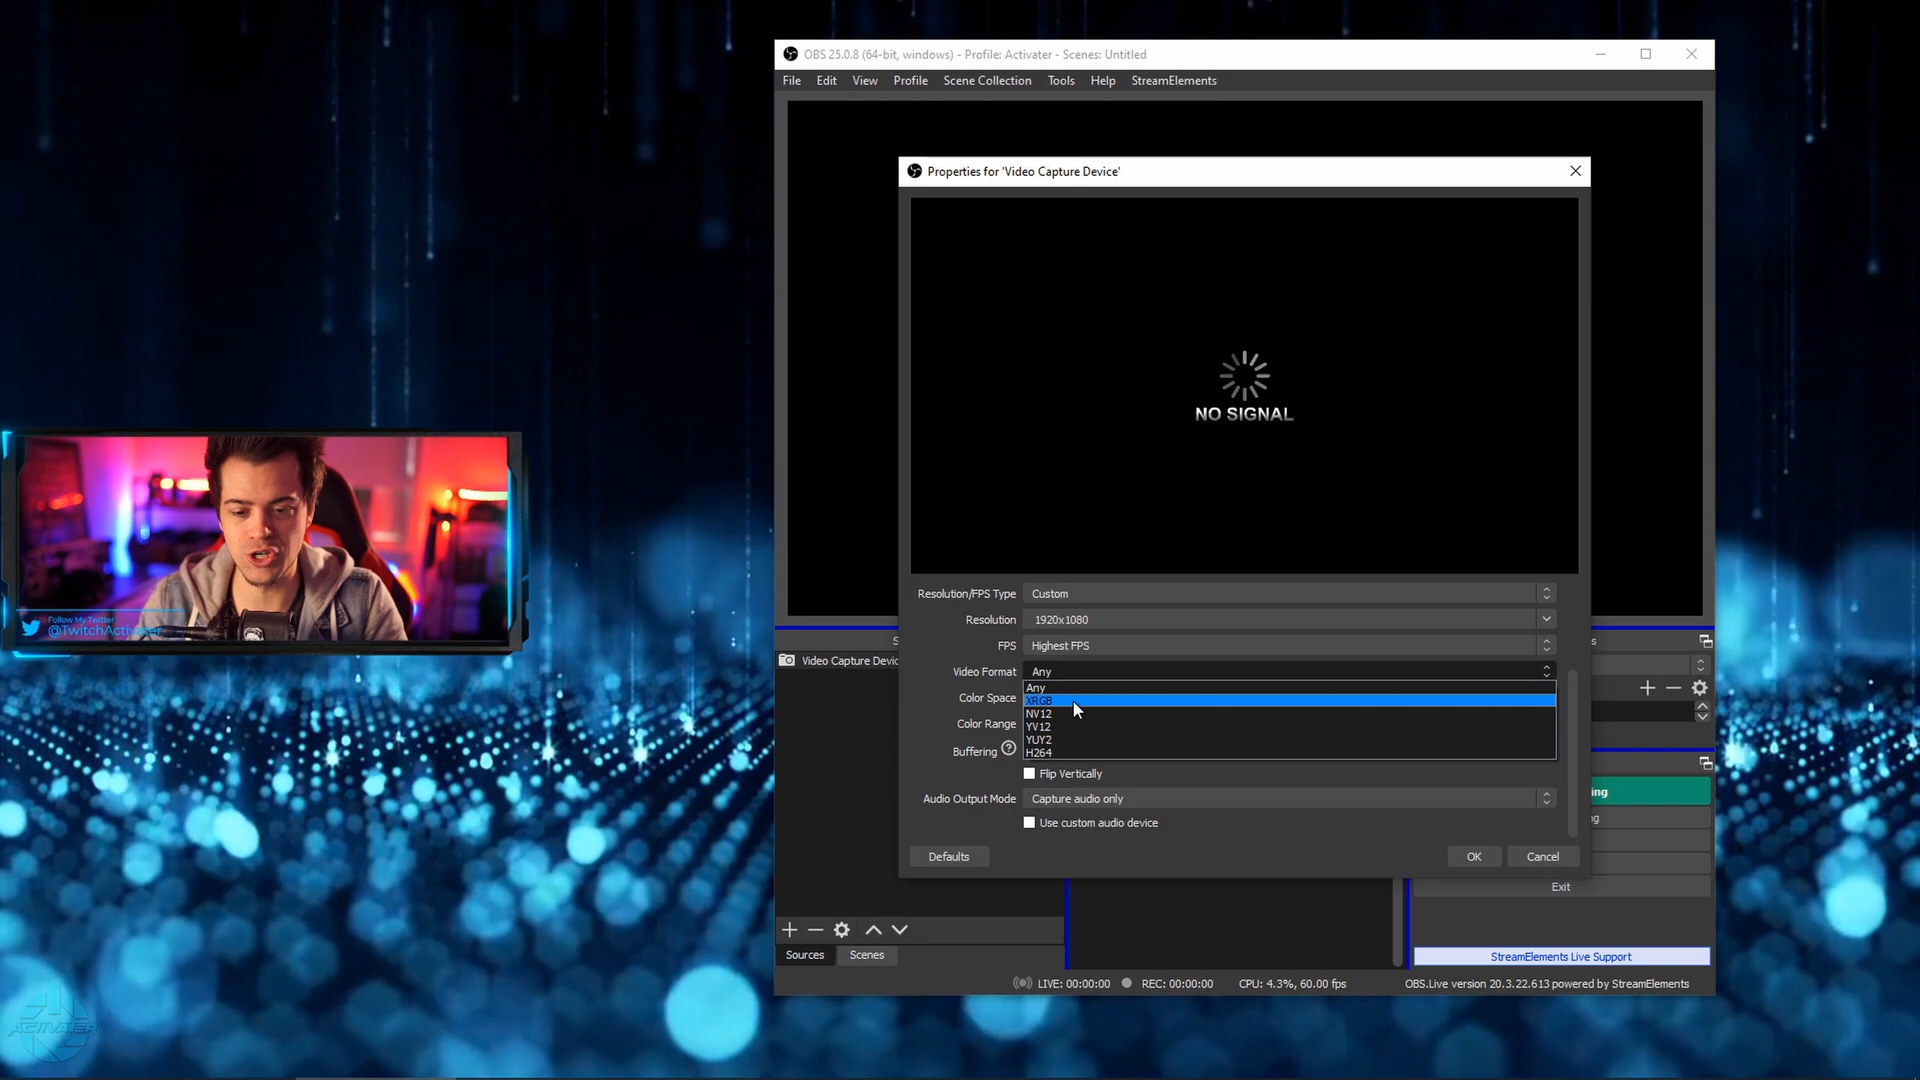 OBS 25.0.8 (64-bit, windows) - Profile: Activater - Scenes: Untitled
File Edit View Profile Scene Collection Tools Help StreamElements
Properties for 'Video Capture Device'
NO SIGNAL
Resolution/FPS Type Custom
Resolution 1920x1080
FPS Highest FPS
Video Format Any
Any
Color Space
XRGB
NV12
Color Range
YV12
YUY2
Buffering ?
H264
Flip Vertically
Audio Output Mode Capture audio only
Use custom audio device
Defaults OK Cancel
Video Capture Devic
S
s
ing
ng
Exit
Follow My Twitter
@TwitchActivater
Sources Scenes
StreamElements Live Support
LIVE: 00:00:00 REC: 00:00:00 CPU: 4.3%, 60.00 fps OBS.Live version 20.3.22.613 powered by StreamElements
ACTIVATER